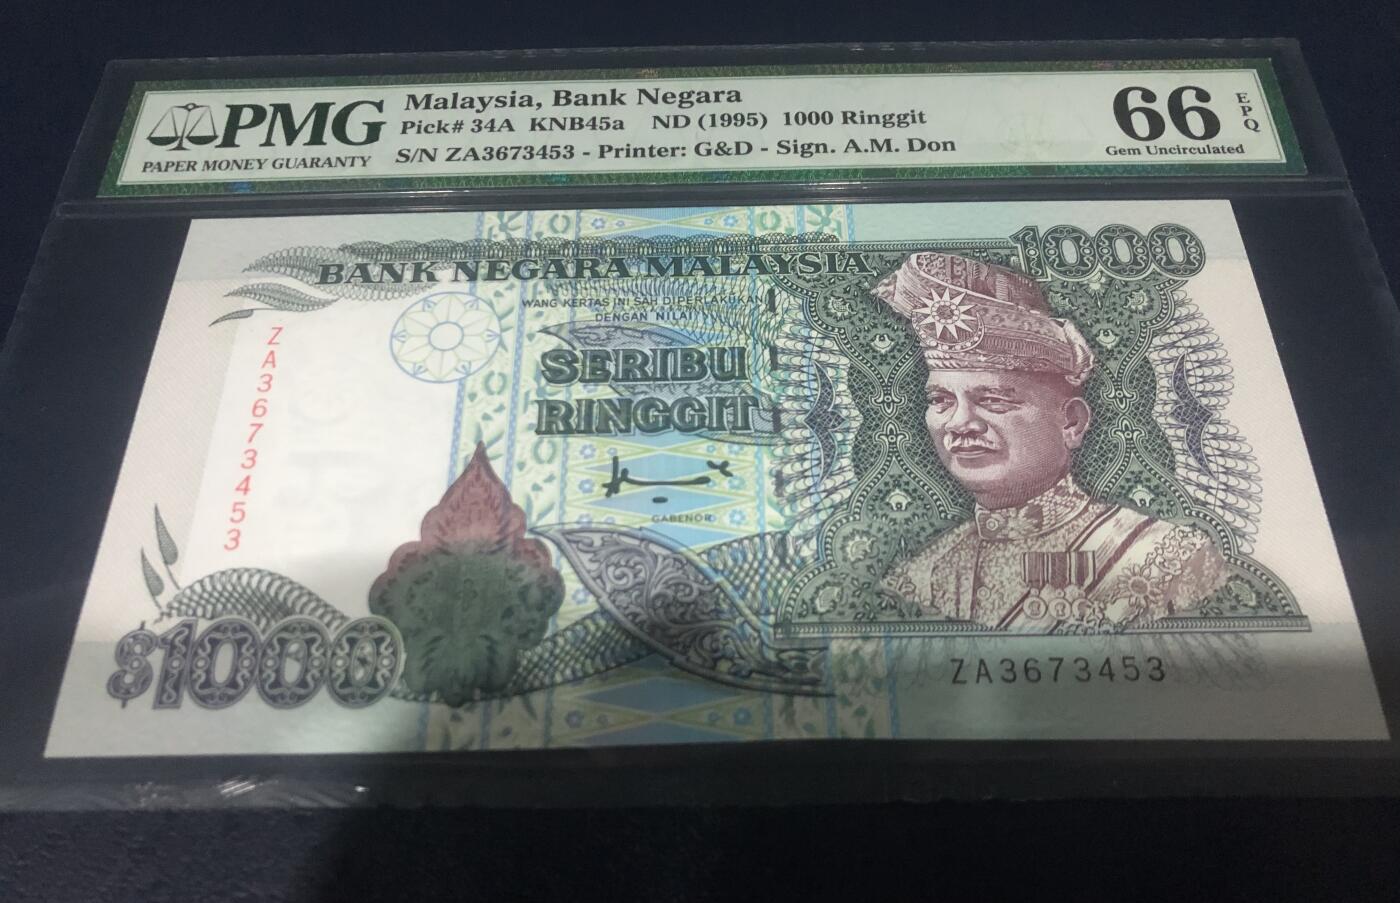 PMG
PAPER MONEY GUARANTY
Malaysia, Bank Negara
Pick# 34A KNB45a ND (1995) 1000 Ringgit
S/N ZA3673453 - Printer: G&D - Sign. A.M. Don
66
EPQ
Gem Uncirculated
BANK NEGARA MALAYSIA
1000
WANG KERTAS INI SAH DIPERLAKUKAN
DENGAN NILAI
SERIBU
RINGGIT
GABENOR
ZA3673453
$1000
ZA3673453